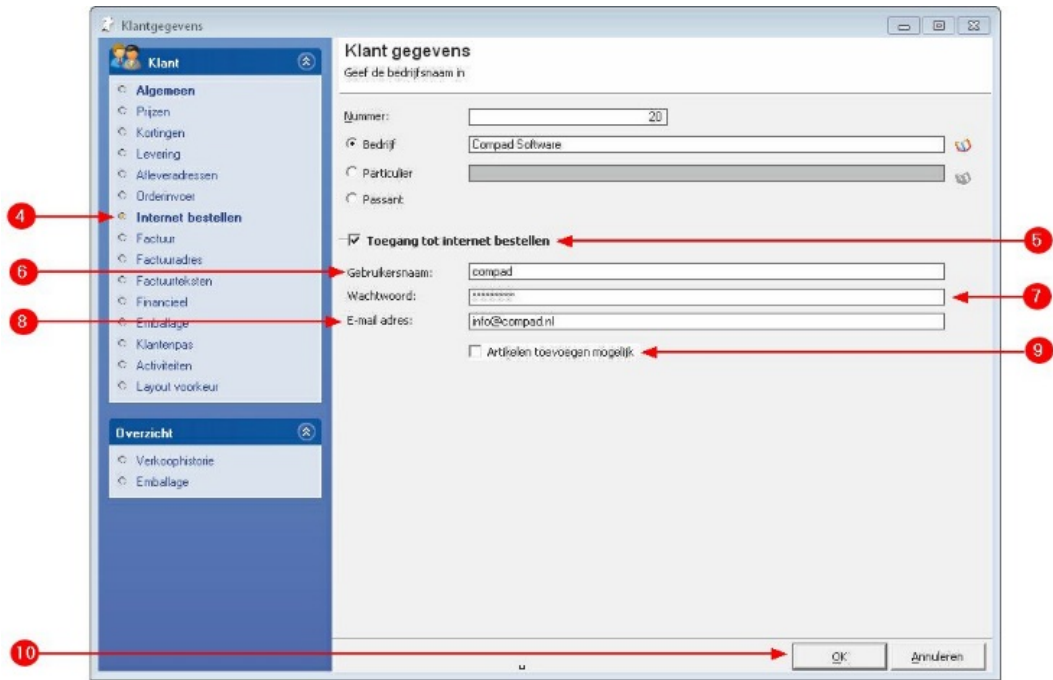 Klantgegevens
Klant
Algemeen
Prijzen
Kortingen
Levering
Afleveradressen
Orderinvoer
Internet bestellen
Factuur
Factuuradres
Factuurteksten
Financieel
Emballage
Klantenpas
Activiteiten
Layout voorkeur
Overzicht
Verkoophistorie
Emballage
Klant gegevens
Geef de bedrijfsnaam in
Nummer: 20
Bedrijf Compad Software
Particulier
Passant
Toegang tot internet bestellen
Gebruikersnaam: compad
Wachtwoord: ********
E-mail adres: info@compad.nl
Artikelen toevoegen mogelijk
OK Annuleren
4
5
6
7
8
9
10